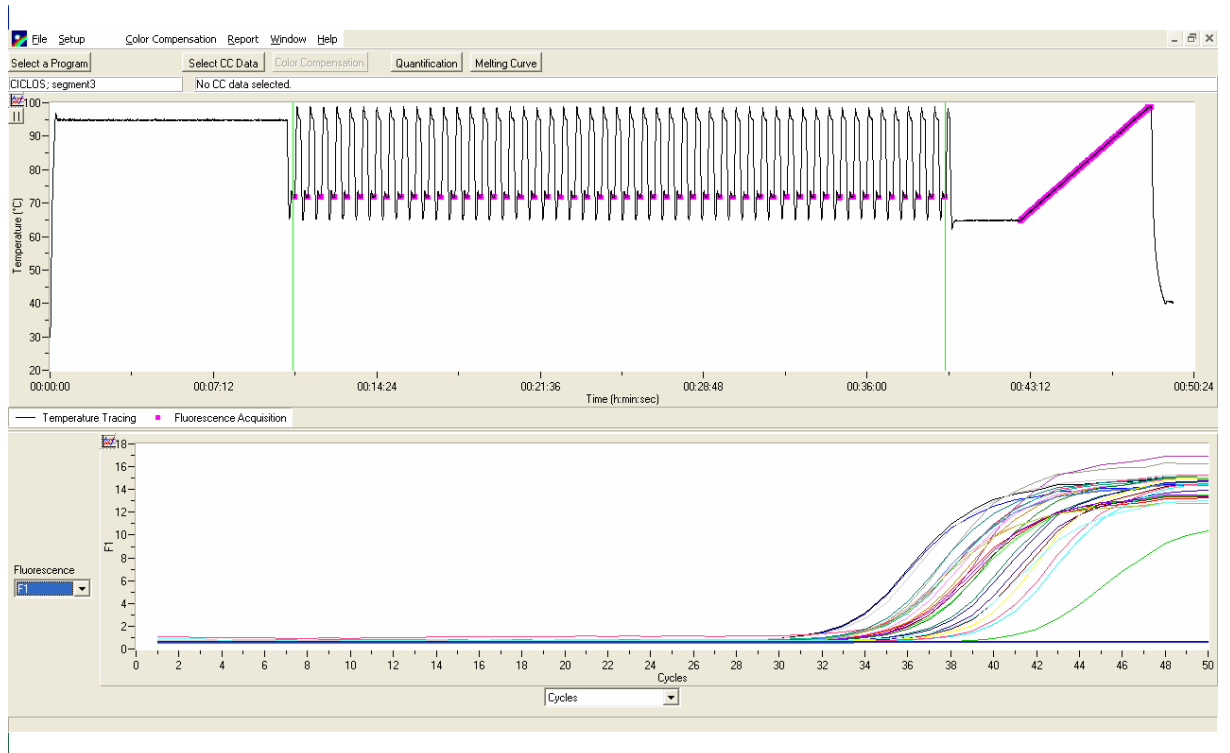 File Setup Color Compensation Report Window Help
Select a Program Select CC Data Color Compensation Quantification Melting Curve
CICLOS; segment3 No CC data selected.
100
90
80
70
60
50
40
30
20
Temperature (°C)
00:00:00 00:07:12 00:14:24 00:21:36 00:28:48 00:36:00 00:43:12 00:50:24
Time (h:min:sec)
Temperature Tracing Fluorescence Acquisition
18
16
14
12
10
8
6
4
2
0
F1
Fluorescence
F1
0 2 4 6 8 10 12 14 16 18 20 22 24 26 28 30 32 34 36 38 40 42 44 46 48 50
Cycles
Cycles